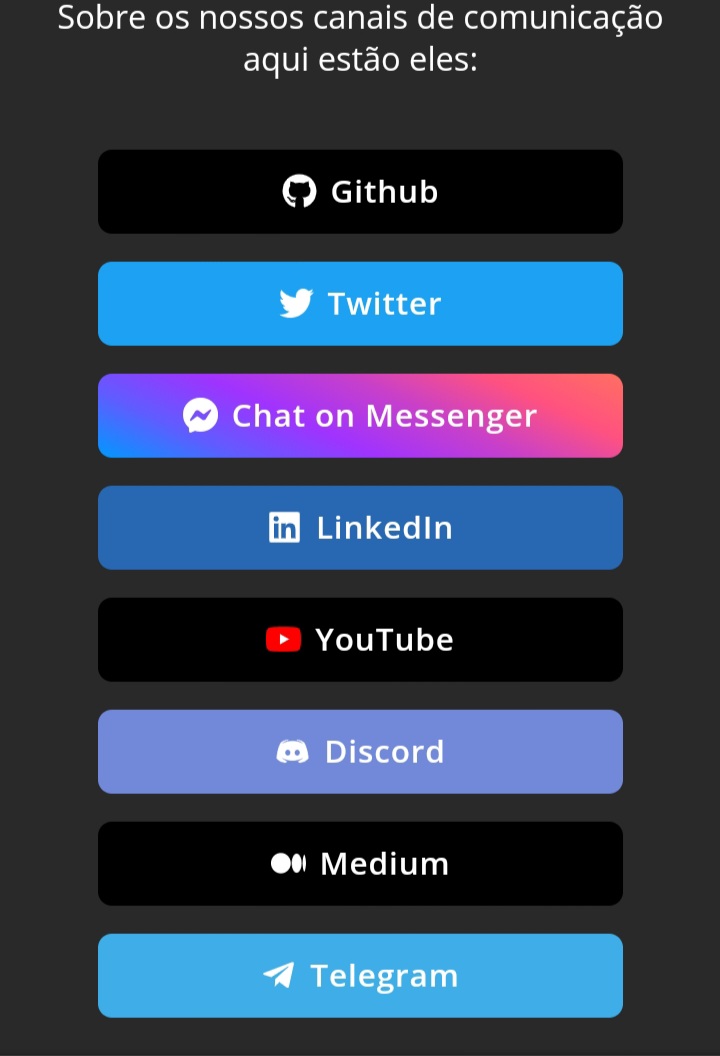 Sobre os nossos canais de comunicação
aqui estão eles:
Github
Twitter
Chat on Messenger
LinkedIn
YouTube
Discord
Medium
Telegram